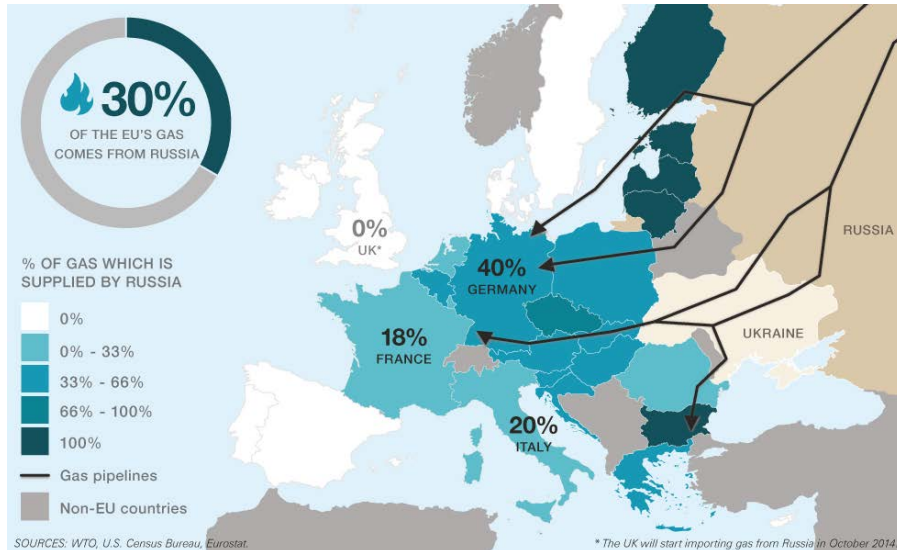 30%
OF THE EU'S GAS
COMES FROM RUSSIA
% OF GAS WHICH IS
SUPPLIED BY RUSSIA
0%
0% - 33%
33% - 66%
66% - 100%
100%
Gas pipelines
Non-EU countries
0%
UK*
40%
GERMANY
18%
FRANCE
20%
ITALY
RUSSIA
UKRAINE
SOURCES: WTO, U.S. Census Bureau, Eurostat.
* The UK will start importing gas from Russia in October 2014